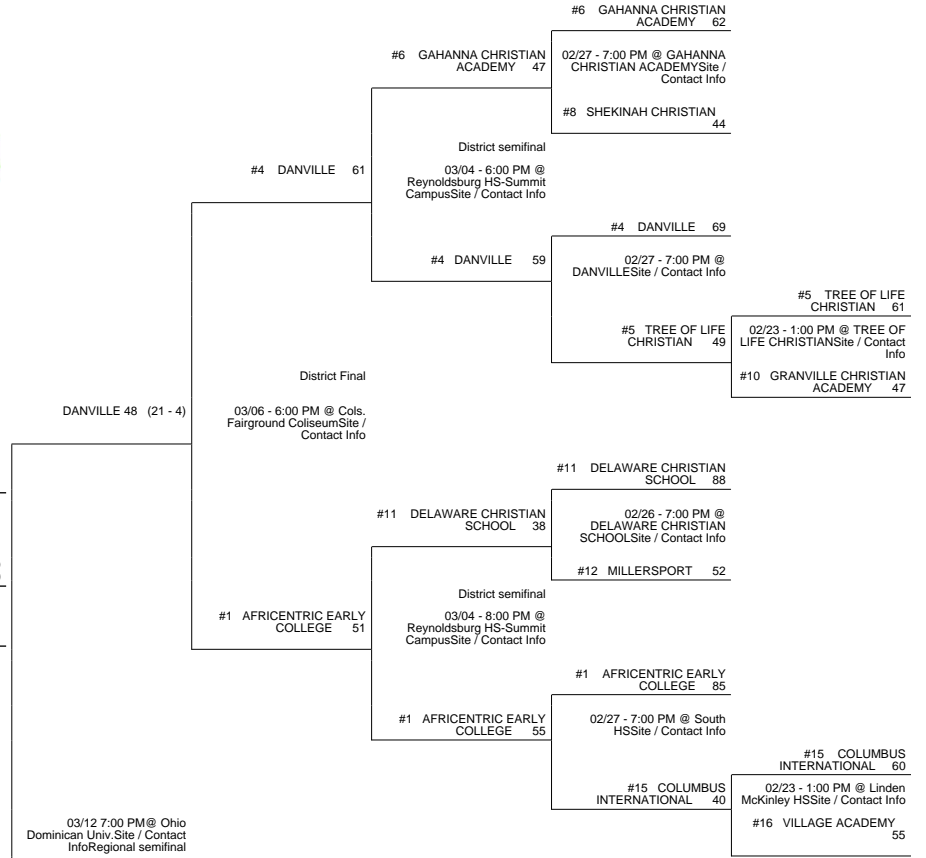 #6 GAHANNA CHRISTIAN
ACADEMY 62
#6 GAHANNA CHRISTIAN
ACADEMY 47
02/27 - 7:00 PM @ GAHANNA
CHRISTIAN ACADEMYSite /
Contact Info
#8 SHEKINAH CHRISTIAN
44
District semifinal
#4 DANVILLE 61
03/04 - 6:00 PM @
Reynoldsburg HS-Summit
CampusSite / Contact Info
#4 DANVILLE 69
#4 DANVILLE 59
02/27 - 7:00 PM @
DANVILLESite / Contact Info
#5 TREE OF LIFE
CHRISTIAN 61
#5 TREE OF LIFE
CHRISTIAN 49
02/23 - 1:00 PM @ TREE OF
LIFE CHRISTIANSite / Contact
Info
#10 GRANVILLE CHRISTIAN
ACADEMY 47
District Final
DANVILLE 48 (21 - 4)
03/06 - 6:00 PM @ Cols.
Fairground ColiseumSite /
Contact Info
#11 DELAWARE CHRISTIAN
SCHOOL 88
#11 DELAWARE CHRISTIAN
SCHOOL 38
02/26 - 7:00 PM @
DELAWARE CHRISTIAN
SCHOOLSite / Contact Info
#12 MILLERSPORT 52
District semifinal
#1 AFRICENTRIC EARLY
COLLEGE 51
03/04 - 8:00 PM @
Reynoldsburg HS-Summit
CampusSite / Contact Info
#1 AFRICENTRIC EARLY
COLLEGE 85
#1 AFRICENTRIC EARLY
COLLEGE 55
02/27 - 7:00 PM @ South
HSSite / Contact Info
#15 COLUMBUS
INTERNATIONAL 60
#15 COLUMBUS
INTERNATIONAL 40
02/23 - 1:00 PM @ Linden
McKinley HSSite / Contact Info
#16 VILLAGE ACADEMY
55
03/12 7:00 PM@ Ohio
Dominican Univ.Site / Contact
InfoRegional semifinal